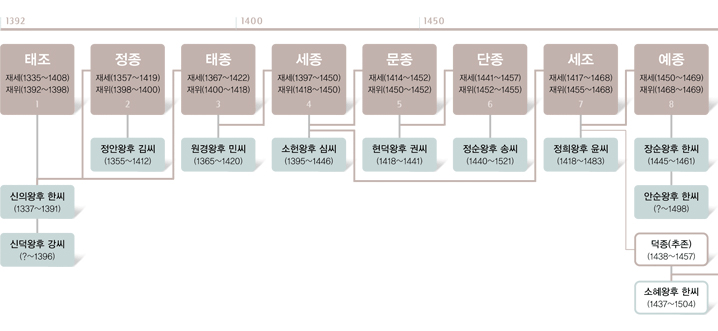 1392
1400
1450
태조
재세(1335~1408)
재위(1392~1398)
1
정종
재세(1357~1419)
재위(1398~1400)
2
태종
재세(1367~1422)
재위(1400~1418)
3
세종
재세(1397~1450)
재위(1418~1450)
4
문종
재세(1414~1452)
재위(1450~1452)
5
단종
재세(1441~1457)
재위(1452~1455)
6
세조
재세(1417~1468)
재위(1455~1468)
7
예종
재세(1450~1469)
재위(1468~1469)
8
정안왕후 김씨
(1355~1412)
원경왕후 민씨
(1365~1420)
소헌왕후 심씨
(1395~1446)
현덕왕후 권씨
(1418~1441)
정순왕후 송씨
(1440~1521)
정희왕후 윤씨
(1418~1483)
장순왕후 한씨
(1445~1461)
신의왕후 한씨
(1337~1391)
안순왕후 한씨
(?~1498)
신덕왕후 강씨
(?~1396)
덕종(추존)
(1438~1457)
소혜왕후 한씨
(1437~1504)